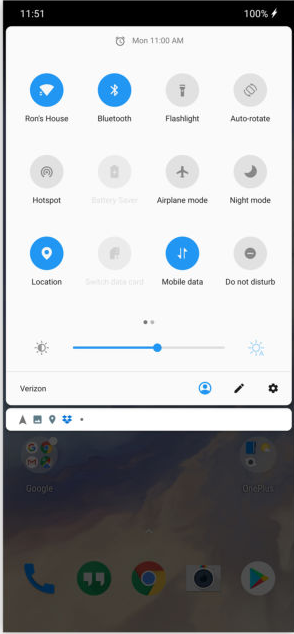 11:51 100%
Mon 11:00 AM
Ron's House Bluetooth Flashlight Auto-rotate
Hotspot Battery Saver Airplane mode Night mode
Location Switch data card Mobile data Do not disturb
Verizon
Google OnePlus